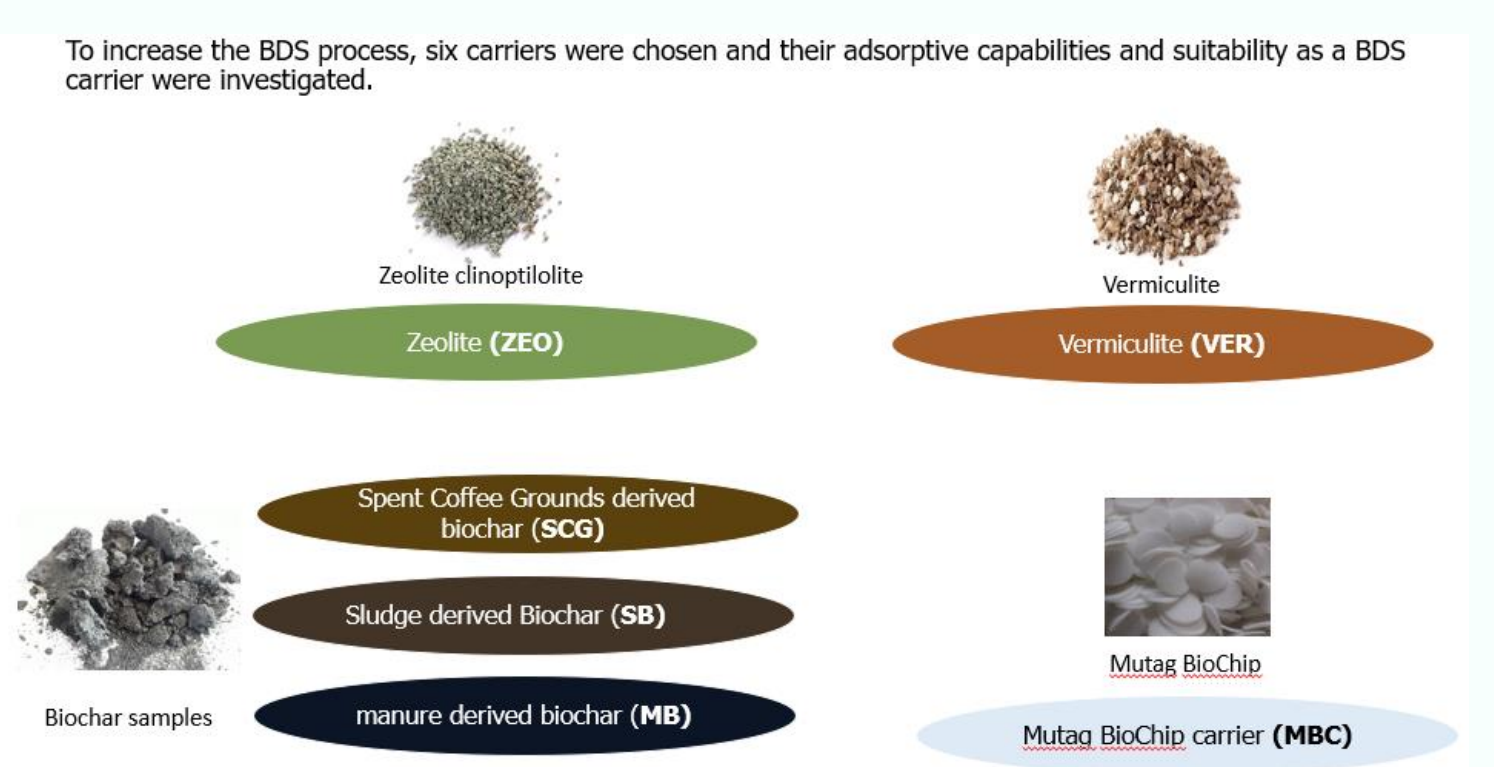 To increase the BDS process, six carriers were chosen and their adsorptive capabilities and suitability as a BDS
carrier were investigated.
Zeolite clinoptilolite
Zeolite (ZEO)
Vermiculite
Vermiculite (VER)
Spent Coffee Grounds derived
biochar (SCG)
Sludge derived Biochar (SB)
manure derived biochar (MB)
Biochar samples
Mutag BioChip
Mutag BioChip carrier (MBC)